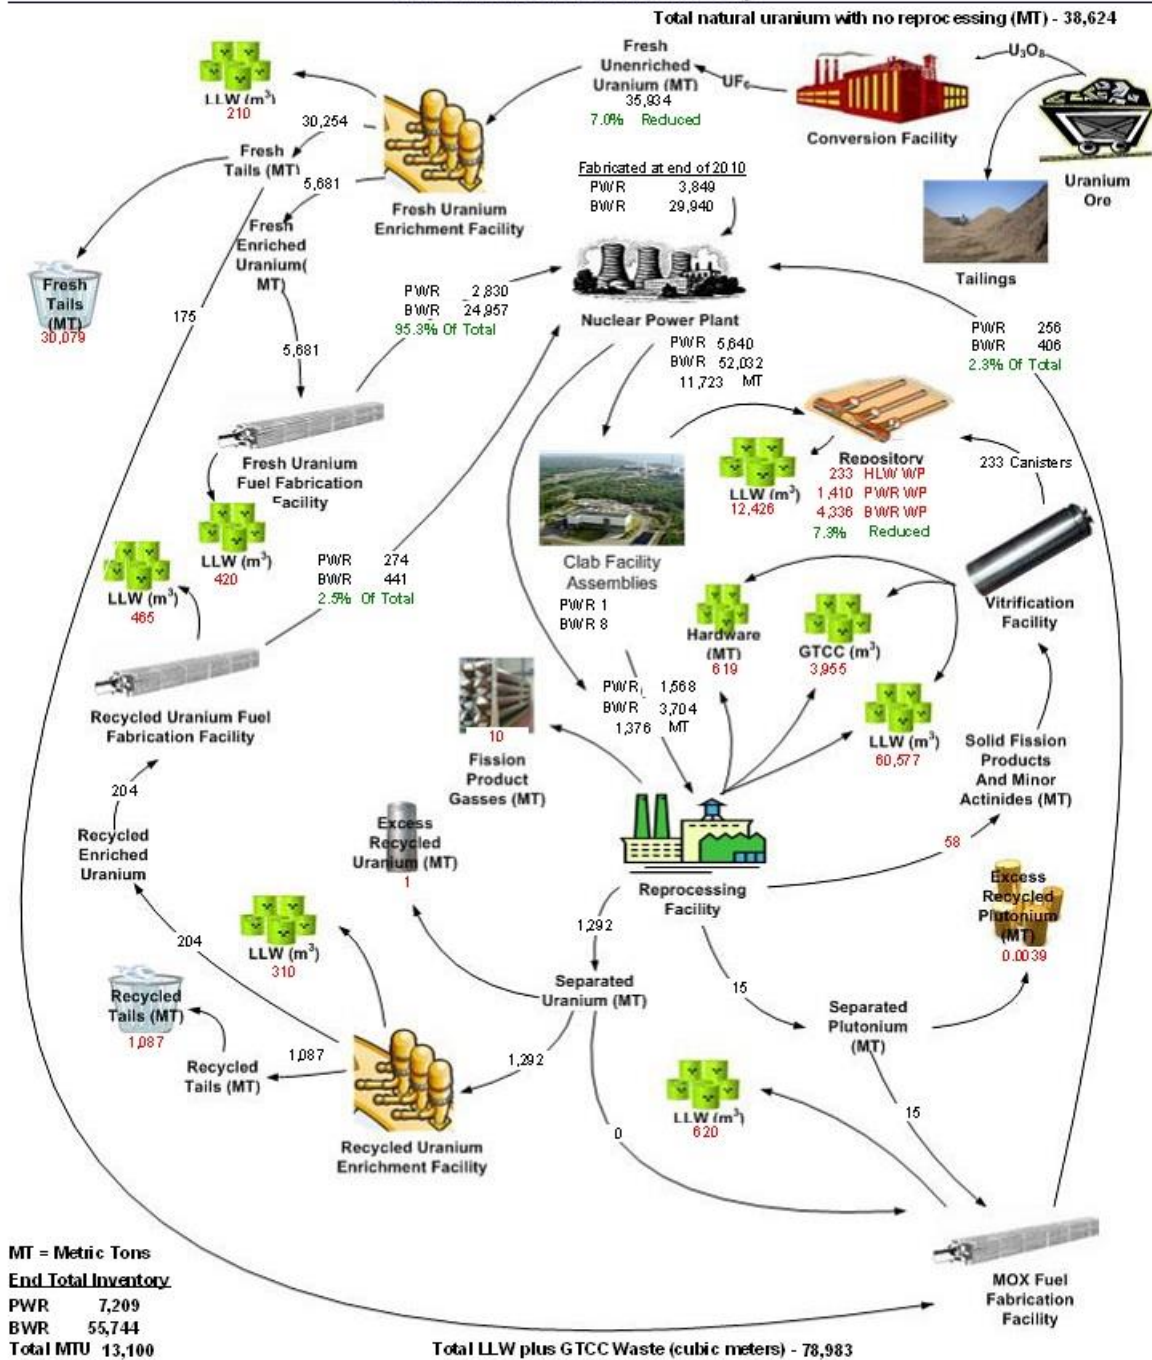 Total natural uranium with no reprocessing (MT) - 38,624
LLW (m³)
210
Fresh
Unenriched
Uranium (MT)
35,934
7.0% Reduced
UF₆
U₃O₈
Conversion Facility
Uranium
Ore
Tailings
30,254
Fresh
Tails (MT)
5,681
Fresh
Enriched
Uranium(
MT)
Fresh Uranium
Enrichment Facility
Fabricated at end of 2010
PWR 3,849
BWR 29,940
Nuclear Power Plant
Fresh
Tails
(MT)
30,079
175
5,681
PWR 2,830
BWR 24,957
95.3% Of Total
PWR 5,640
BWR 52,032
11,723 MT
PWR 256
BWR 406
2.3% Of Total
Fresh Uranium
Fuel Fabrication
Facility
LLW (m³)
420
LLW (m³)
465
PWR 274
BWR 441
2.5% Of Total
Clab Facility
Assemblies
PWR 1
BWR 8
LLW (m³)
12,426
Repository
233 HLW WP
1,410 PWR WP
4,336 BWR WP
7.3% Reduced
233 Canisters
Vitrification
Facility
Hardware
(MT)
619
GTCC (m³)
3,955
LLW (m³)
60,577
Recycled Uranium Fuel
Fabrication Facility
PWR 1,568
BWR 3,704
1,376 MT
10
Fission
Product
Gasses (MT)
Solid Fission
Products
And Minor
Actinides (MT)
204
Recycled
Enriched
Uranium
Excess
Recycled
Uranium (MT)
1
Reprocessing
Facility
58
Excess
Recycled
Plutonium
(MT)
0.0039
204
LLW (m³)
310
1,292
Separated
Uranium (MT)
15
Separated
Plutonium
(MT)
Recycled
Tails (MT)
1,087
Recycled
Tails (MT)
1,087
1,292
Recycled Uranium
Enrichment Facility
0
LLW (m³)
620
15
MOX Fuel
Fabrication
Facility
MT = Metric Tons
End Total Inventory
PWR 7,209
BWR 55,744
Total MTU 13,100
Total LLW plus GTCC Waste (cubic meters) - 78,983